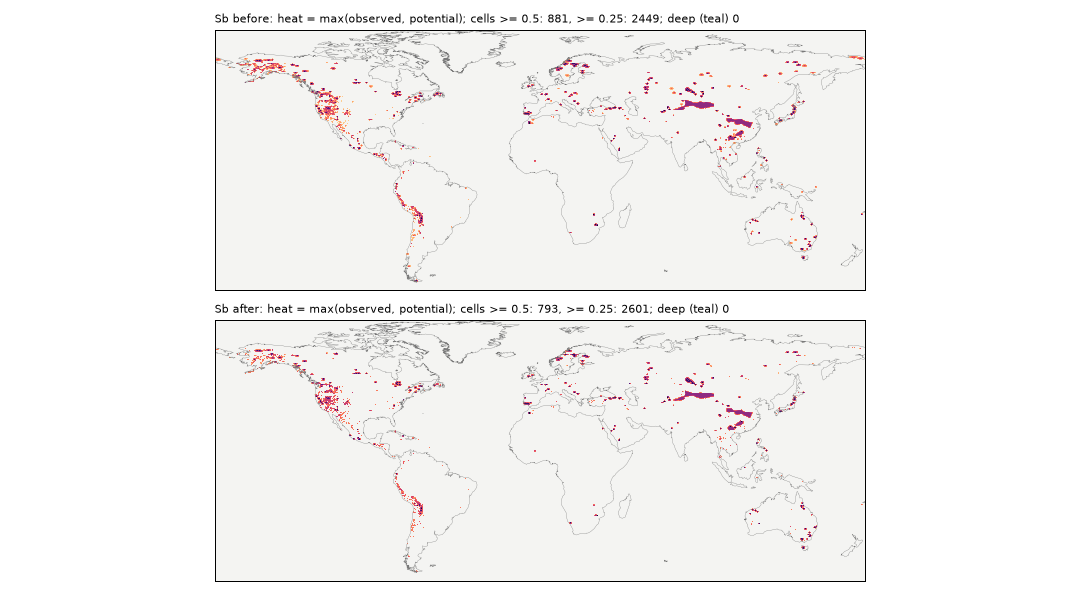 Sb before: heat = max(observed, potential); cells >= 0.5: 881, >= 0.25: 2449; deep (teal) 0
Sb after: heat = max(observed, potential); cells >= 0.5: 793, >= 0.25: 2601; deep (teal) 0